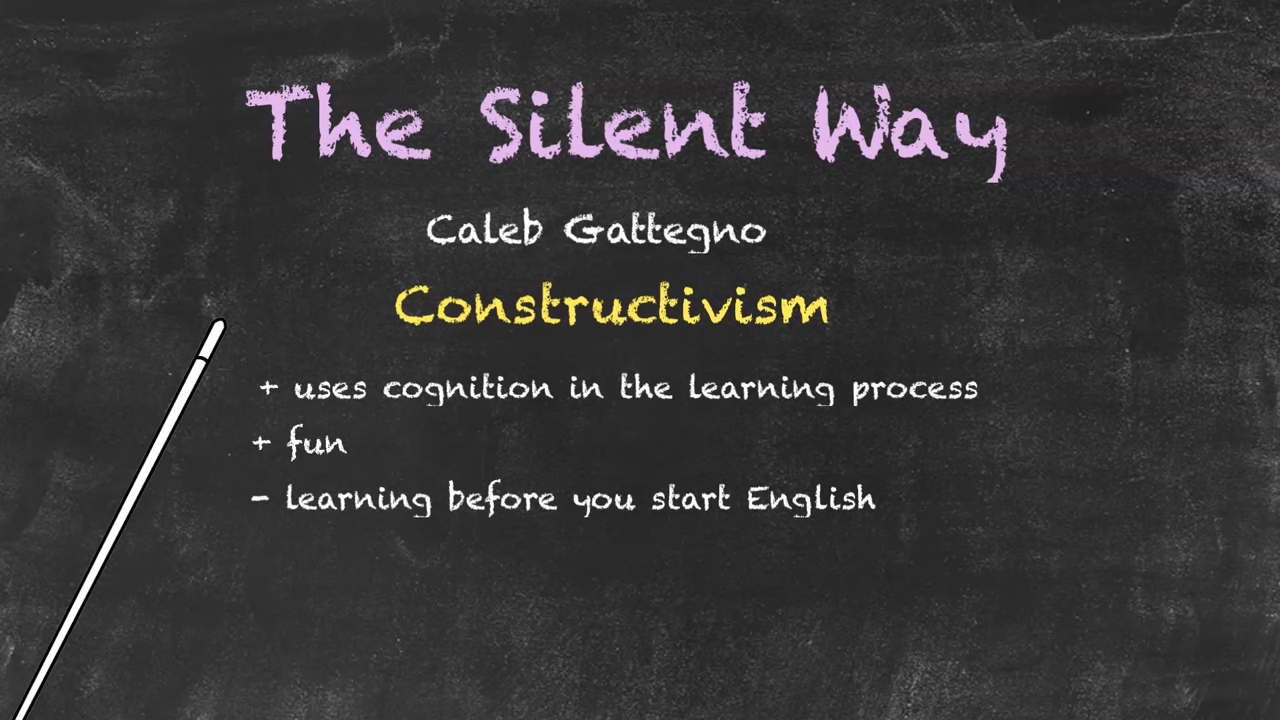 The Silent Way
Caleb Gattegno
Constructivism
+ uses cognition in the learning process
+ fun
- learning before you start English